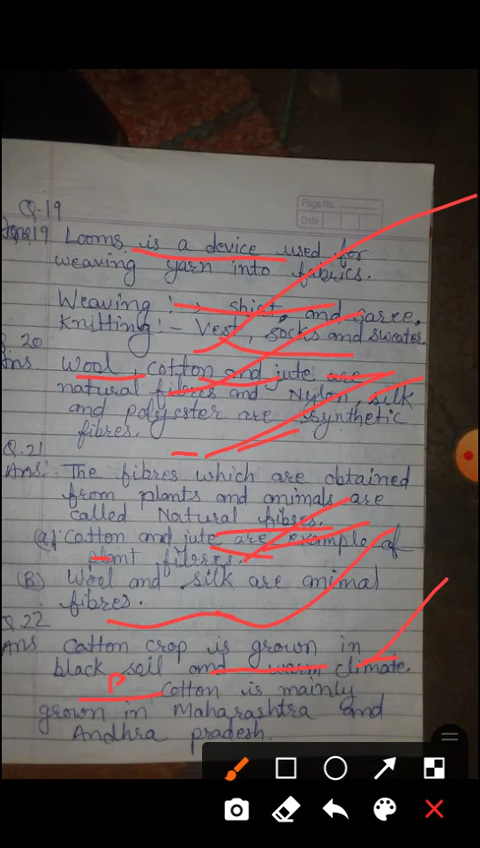 Page No.
Date
Q.19
Ans19 Looms is a device used for
weaving yarn into fabrics.
Weaving :→ shirt, and saree,
Knitting :- Vest, socks and sweater.
Q.20
Ans. Wool, cotton and jute are
natural fibres and Nylon, silk
and polyester are synthetic
fibres.
Q.21
Ans:- The fibres which are obtained
from plants and animals are
called Natural fibres.
(a) Cotton and jute are example of
plant fibres.
(B) Wool and silk are animal
fibres.
Q.22
Ans Cotton crop is grown in
black soil and warm climate.
Cotton is mainly
grown in Maharashtra and
Andhra pradesh.